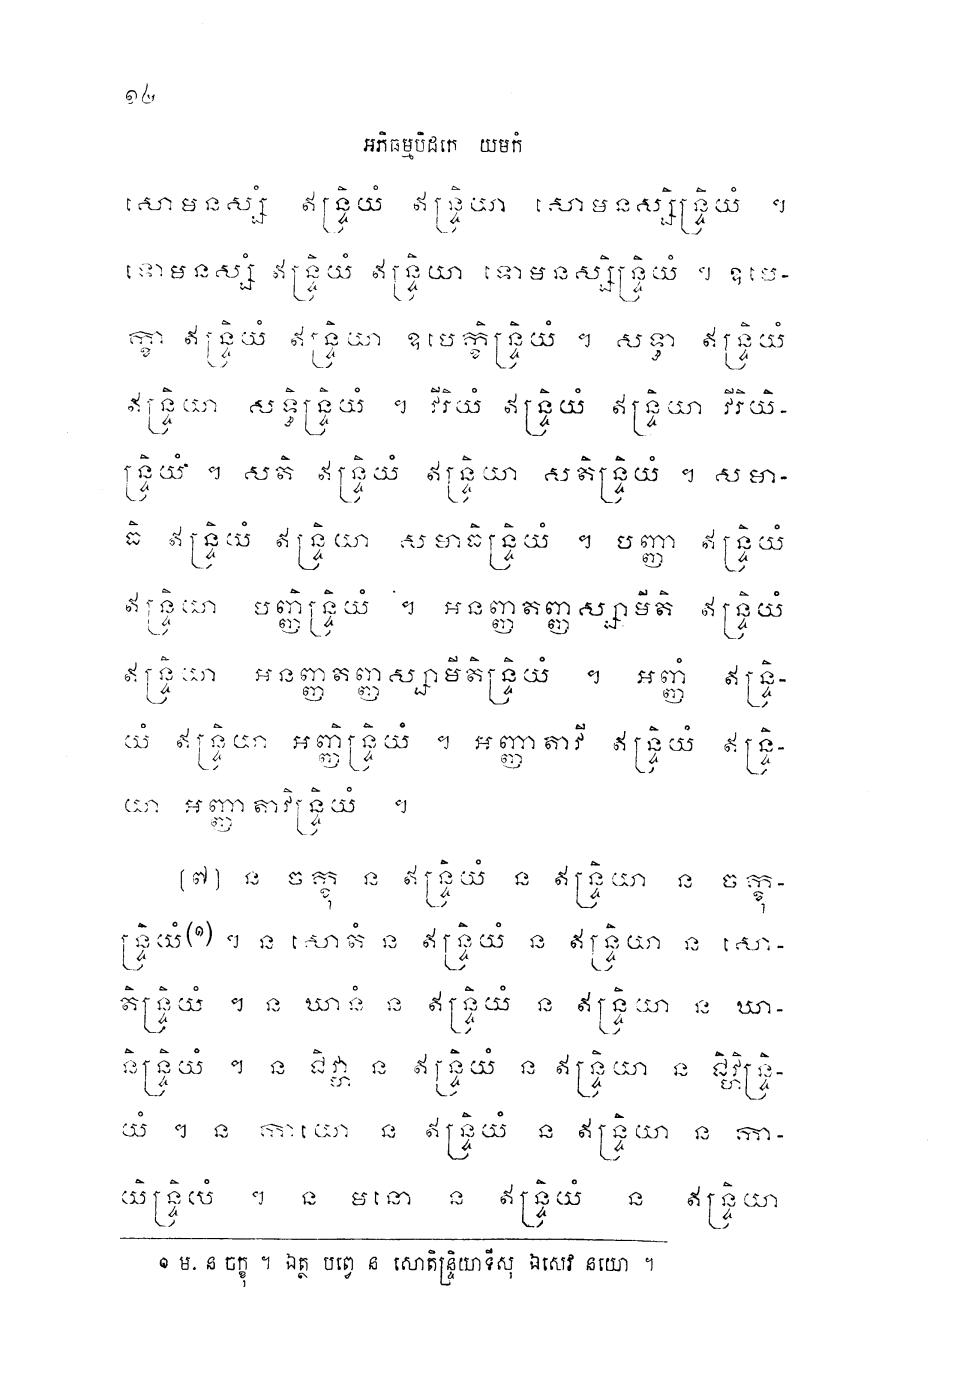 ១៤
អភិធម្មបិដកេ យមកំ
សោមនស្សំ ឥន្ទ្រិយំ ឥន្ទ្រិយា សោមនស្សិន្ទ្រិយំ ។
ទោមនស្សំ ឥន្ទ្រិយំ ឥន្ទ្រិយា ទោមនស្សិន្ទ្រិយំ ។ ឧបេ-
ក្ខា ឥន្ទ្រិយំ ឥន្ទ្រិយា ឧបេក្ខិន្ទ្រិយំ ។ សទ្ធា ឥន្ទ្រិយំ
ឥន្ទ្រិយា សទ្ធិន្ទ្រិយំ ។ វីរិយំ ឥន្ទ្រិយំ ឥន្ទ្រិយា វីរិយិ-
ន្ទ្រិយំ ។ សតិ ឥន្ទ្រិយំ ឥន្ទ្រិយា សតិន្ទ្រិយំ ។ សមា-
ធិ ឥន្ទ្រិយំ ឥន្ទ្រិយា សមាធិន្ទ្រិយំ ។ បញ្ញា ឥន្ទ្រិយំ
ឥន្ទ្រិយា បញ្ញិន្ទ្រិយំ ។ អនញ្ញតញ្ញស្សាមីតិ ឥន្ទ្រិយំ
ឥន្ទ្រិយា អនញ្ញតញ្ញស្សាមីតិន្ទ្រិយំ ។ អញ្ញំ ឥន្ទ្រិ-
យំ ឥន្ទ្រិយា អញ្ញិន្ទ្រិយំ ។ អញ្ញាតាវី ឥន្ទ្រិយំ ឥន្ទ្រិ-
យា អញ្ញាតាវិន្ទ្រិយំ ។
[៧] ន ចក្ខុ ន ឥន្ទ្រិយំ ន ឥន្ទ្រិយា ន ចក្ខុ-
ន្ទ្រិយំ(១) ។ ន សោតំ ន ឥន្ទ្រិយំ ន ឥន្ទ្រិយា ន សោ-
តិន្ទ្រិយំ ។ ន ឃានំ ន ឥន្ទ្រិយំ ន ឥន្ទ្រិយា ន ឃា-
និន្ទ្រិយំ ។ ន ជិវ្ហា ន ឥន្ទ្រិយំ ន ឥន្ទ្រិយា ន ជិវ្ហិន្ទ្រិ-
យំ ។ ន កាយោ ន ឥន្ទ្រិយំ ន ឥន្ទ្រិយា ន កា-
យិន្ទ្រិយំ ។ ន មនោ ន ឥន្ទ្រិយំ ន ឥន្ទ្រិយា
១ ម. ន ចក្ខុ ។ ឯត្ថ បព្វេ ន សោតិន្ទ្រិយាទីសុ ឯសេវ នយោ ។